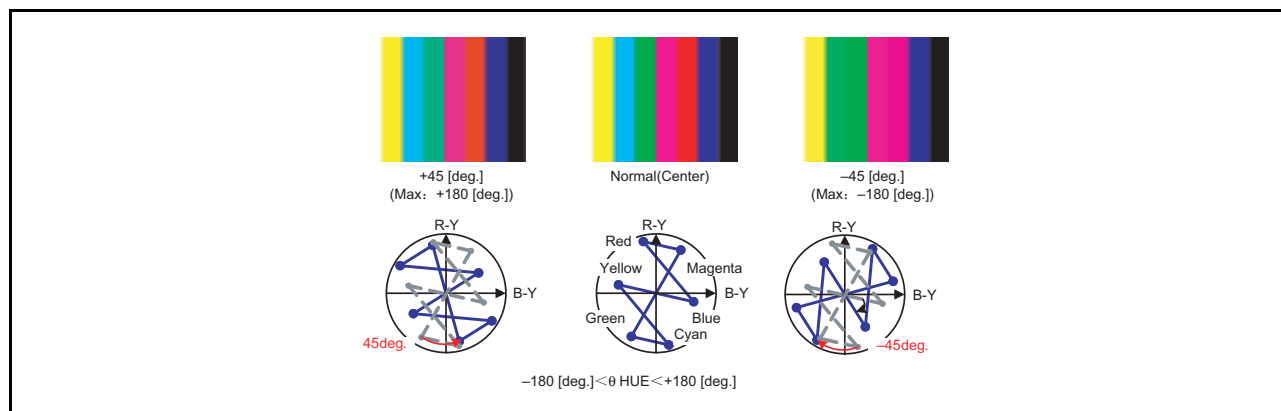 +45 [deg.]
(Max： +180 [deg.])
Normal(Center)
–45 [deg.]
(Max： –180 [deg.])
R-Y
B-Y
45deg.
R-Y
Red
Yellow
Magenta
B-Y
Green
Blue
Cyan
R-Y
B-Y
–45deg.
–180 [deg.]＜θ HUE＜+180 [deg.]